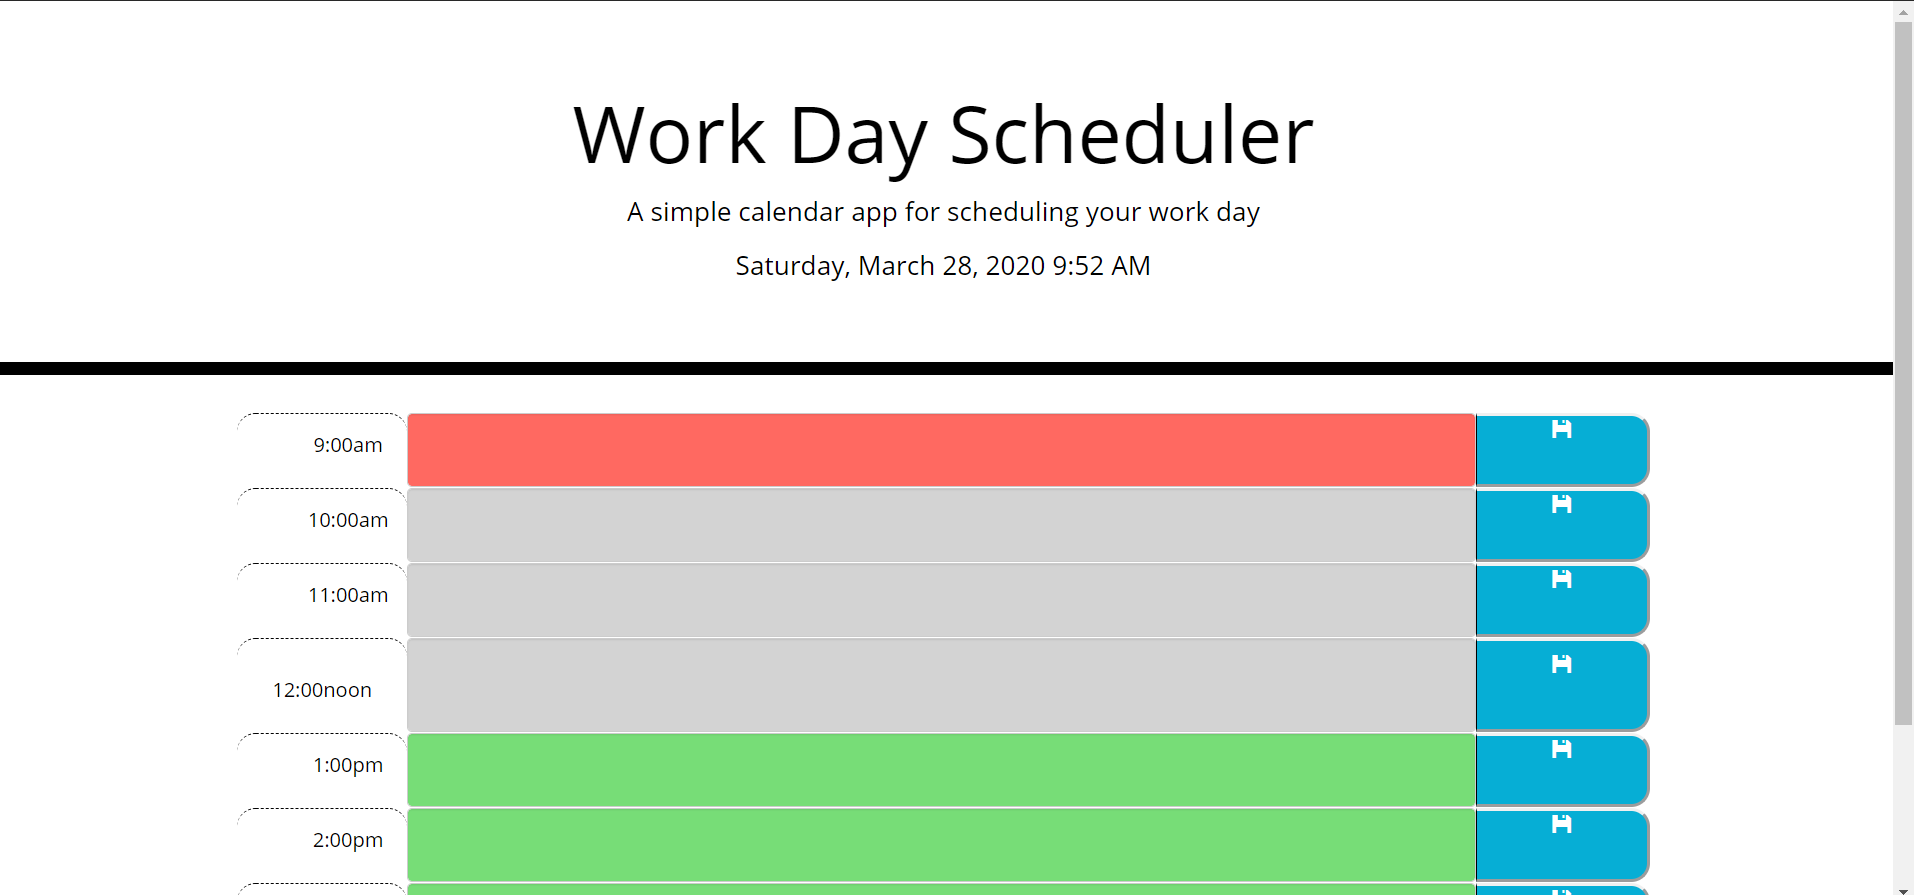 Work Day Scheduler
A simple calendar app for scheduling your work day
Saturday, March 28, 2020 9:52 AM
9:00am
10:00am
11:00am
12:00noon
1:00pm
2:00pm